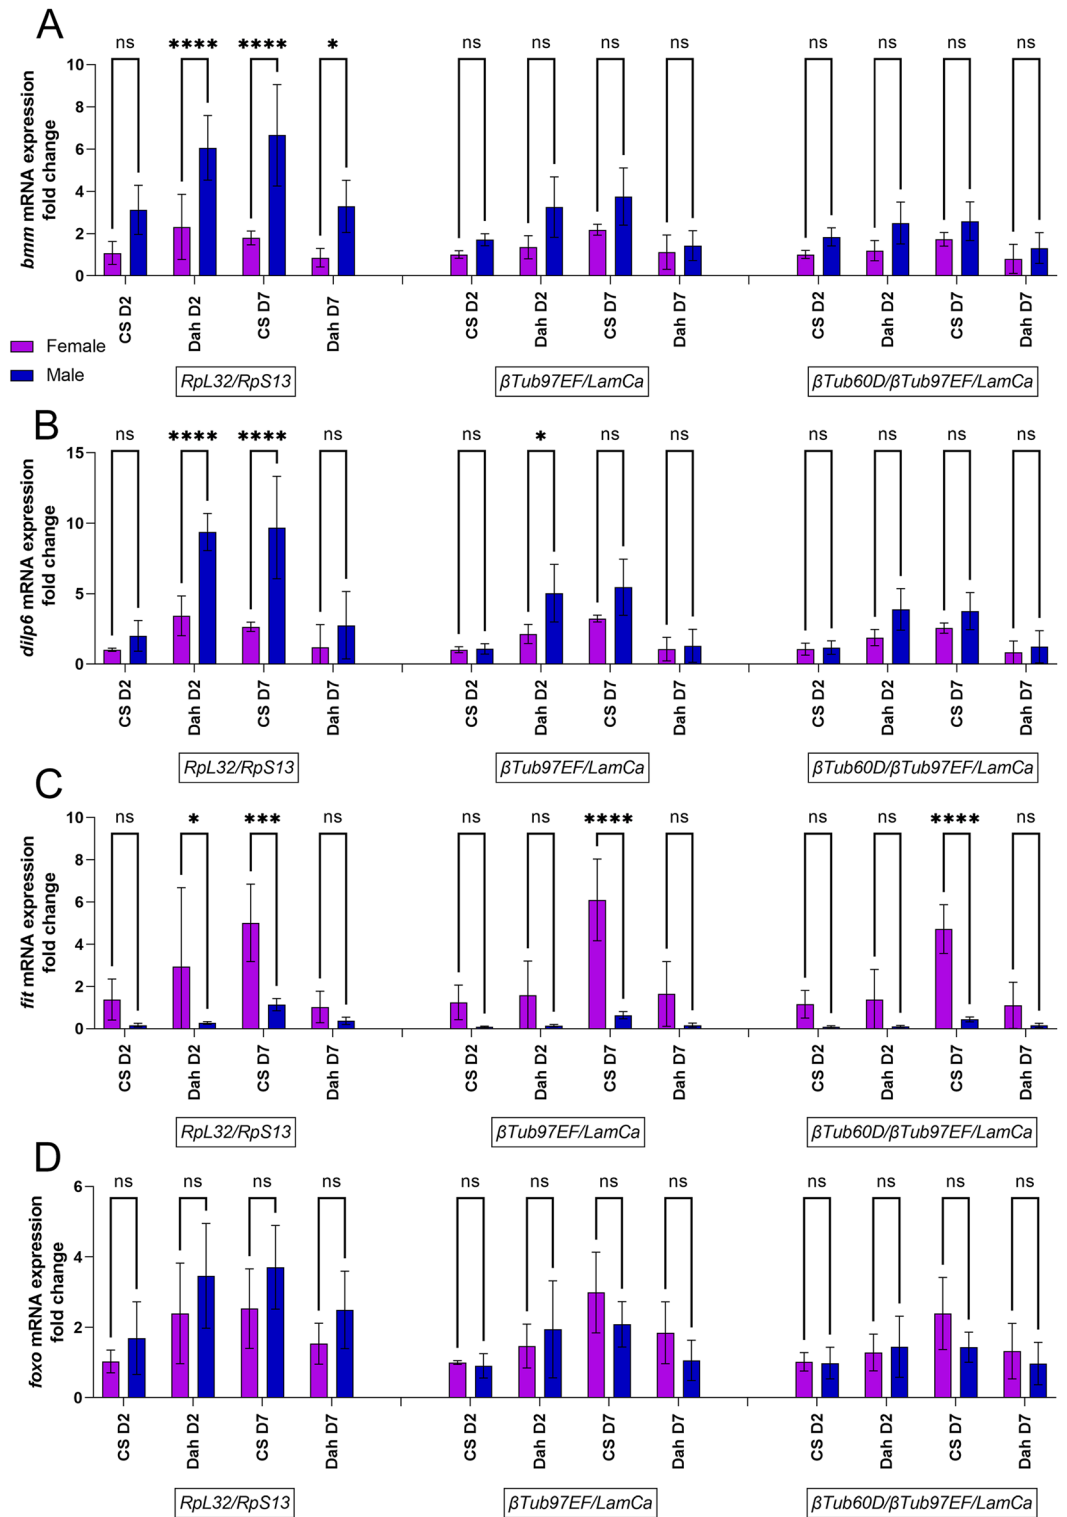 A
ns **** **** * ns ns ns ns ns ns ns ns
bmm mRNA expression
fold change
10
8
6
4
2
0
CS D2 Dah D2 CS D7 Dah D7 CS D2 Dah D2 CS D7 Dah D7 CS D2 Dah D2 CS D7 Dah D7
Female
Male
RpL32/RpS13 βTub97EF/LamCa βTub60D/βTub97EF/LamCa
B
ns **** **** ns ns * ns ns ns ns ns ns
dilp6 mRNA expression
fold change
15
10
5
0
CS D2 Dah D2 CS D7 Dah D7 CS D2 Dah D2 CS D7 Dah D7 CS D2 Dah D2 CS D7 Dah D7
RpL32/RpS13 βTub97EF/LamCa βTub60D/βTub97EF/LamCa
C
ns * *** ns ns ns **** ns ns ns **** ns
fit mRNA expression
fold change
10
8
6
4
2
0
CS D2 Dah D2 CS D7 Dah D7 CS D2 Dah D2 CS D7 Dah D7 CS D2 Dah D2 CS D7 Dah D7
RpL32/RpS13 βTub97EF/LamCa βTub60D/βTub97EF/LamCa
D
ns ns ns ns ns ns ns ns ns ns ns ns
foxo mRNA expression
fold change
6
4
2
0
CS D2 Dah D2 CS D7 Dah D7 CS D2 Dah D2 CS D7 Dah D7 CS D2 Dah D2 CS D7 Dah D7
RpL32/RpS13 βTub97EF/LamCa βTub60D/βTub97EF/LamCa